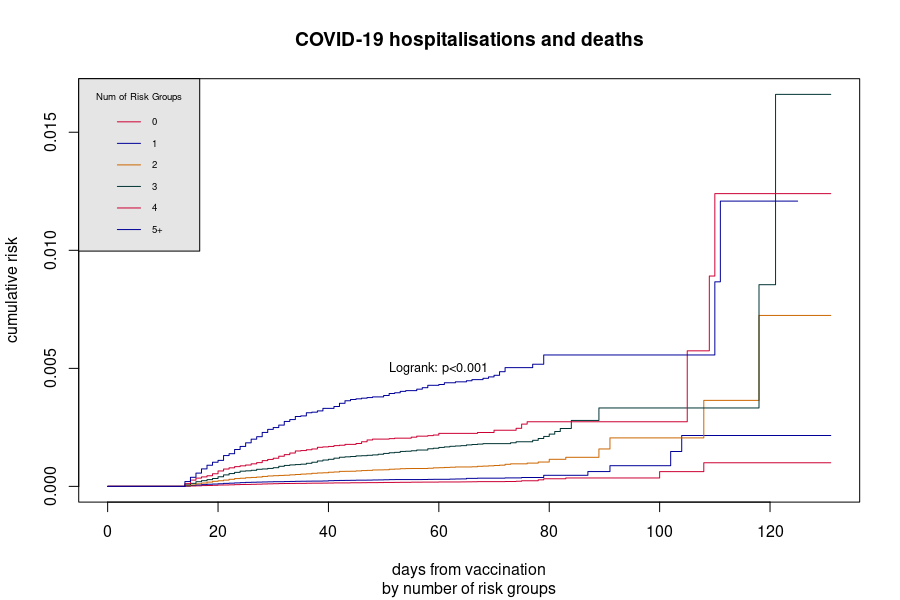 COVID-19 hospitalisations and deaths
Num of Risk Groups
0
1
2
3
4
5+
Logrank: p<0.001
cumulative risk
0.015
0.010
0.005
0.000
0 20 40 60 80 100 120
days from vaccination
by number of risk groups